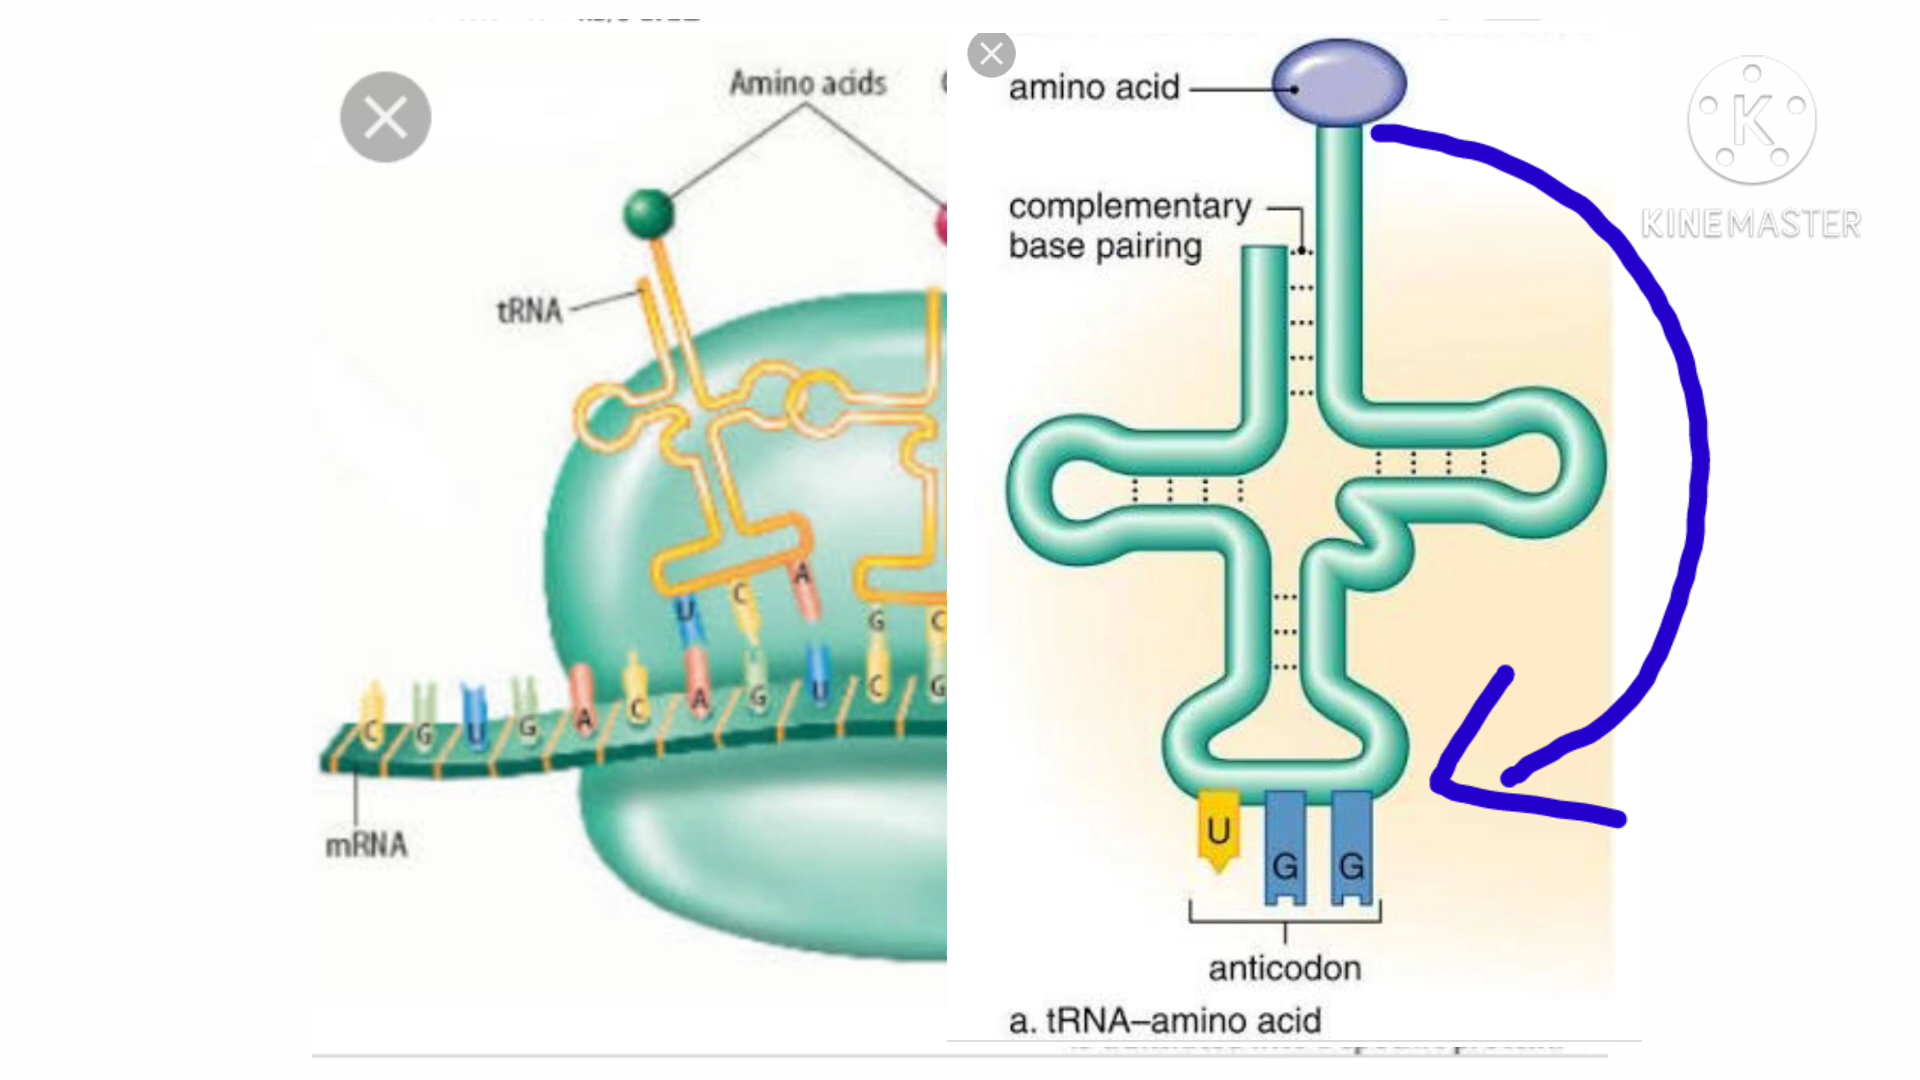 Amino acids
tRNA
A
C
U
G
C
C
G
U
G
A
C
A
G
U
C
G
mRNA
amino acid
complementary
base pairing
U
G
G
anticodon
a. tRNA–amino acid
K
KINEMASTER